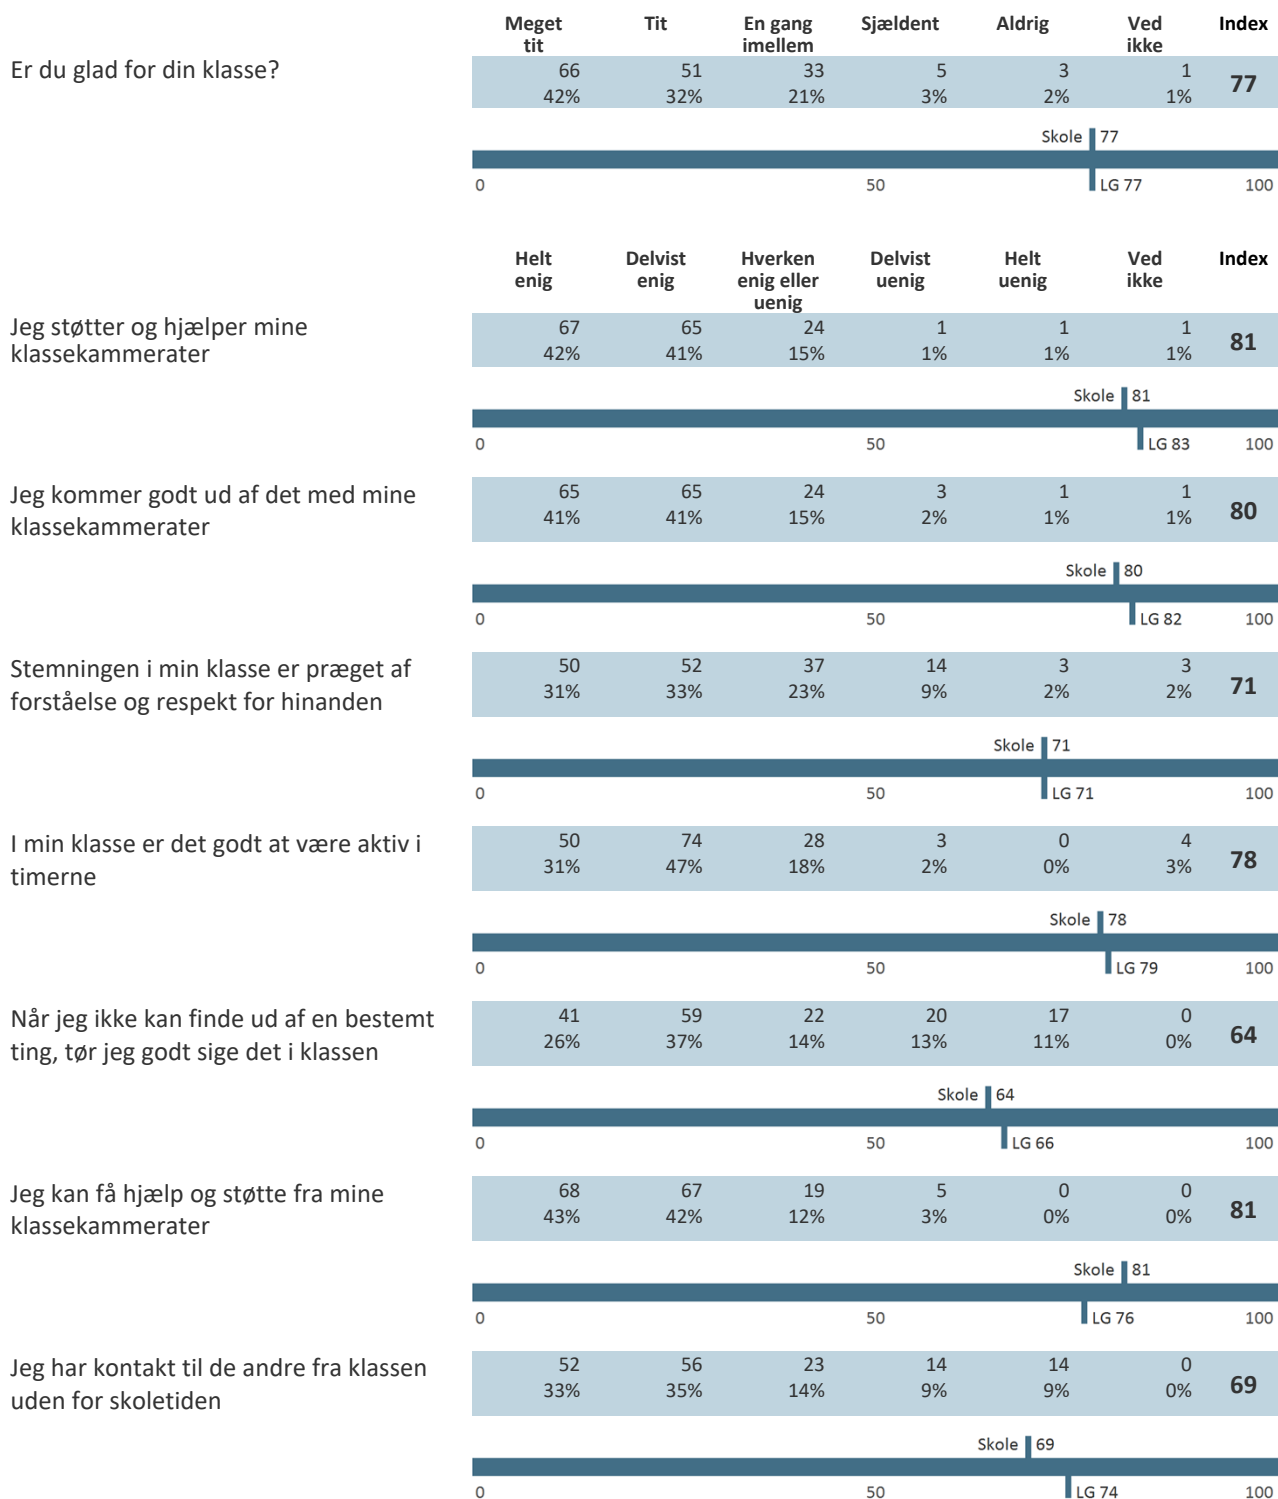 Meget tit Tit En gang imellem Sjældent Aldrig Ved ikke Index
Er du glad for din klasse?
66 51 33 5 3 1 77
42% 32% 21% 3% 2% 1%
Skole 77
0 50 LG 77 100
Helt enig Delvist enig Hverken enig eller uenig Delvist uenig Helt uenig Ved ikke Index
Jeg støtter og hjælper mine
klassekammerater
67 65 24 1 1 1 81
42% 41% 15% 1% 1% 1%
Skole 81
0 50 LG 83 100
Jeg kommer godt ud af det med mine
klassekammerater
65 65 24 3 1 1 80
41% 41% 15% 2% 1% 1%
Skole 80
0 50 LG 82 100
Stemningen i min klasse er præget af
forståelse og respekt for hinanden
50 52 37 14 3 3 71
31% 33% 23% 9% 2% 2%
Skole 71
0 50 LG 71 100
I min klasse er det godt at være aktiv i
timerne
50 74 28 3 0 4 78
31% 47% 18% 2% 0% 3%
Skole 78
0 50 LG 79 100
Når jeg ikke kan finde ud af en bestemt
ting, tør jeg godt sige det i klassen
41 59 22 20 17 0 64
26% 37% 14% 13% 11% 0%
Skole 64
0 50 LG 66 100
Jeg kan få hjælp og støtte fra mine
klassekammerater
68 67 19 5 0 0 81
43% 42% 12% 3% 0% 0%
Skole 81
0 50 LG 76 100
Jeg har kontakt til de andre fra klassen
uden for skoletiden
52 56 23 14 14 0 69
33% 35% 14% 9% 9% 0%
Skole 69
0 50 LG 74 100